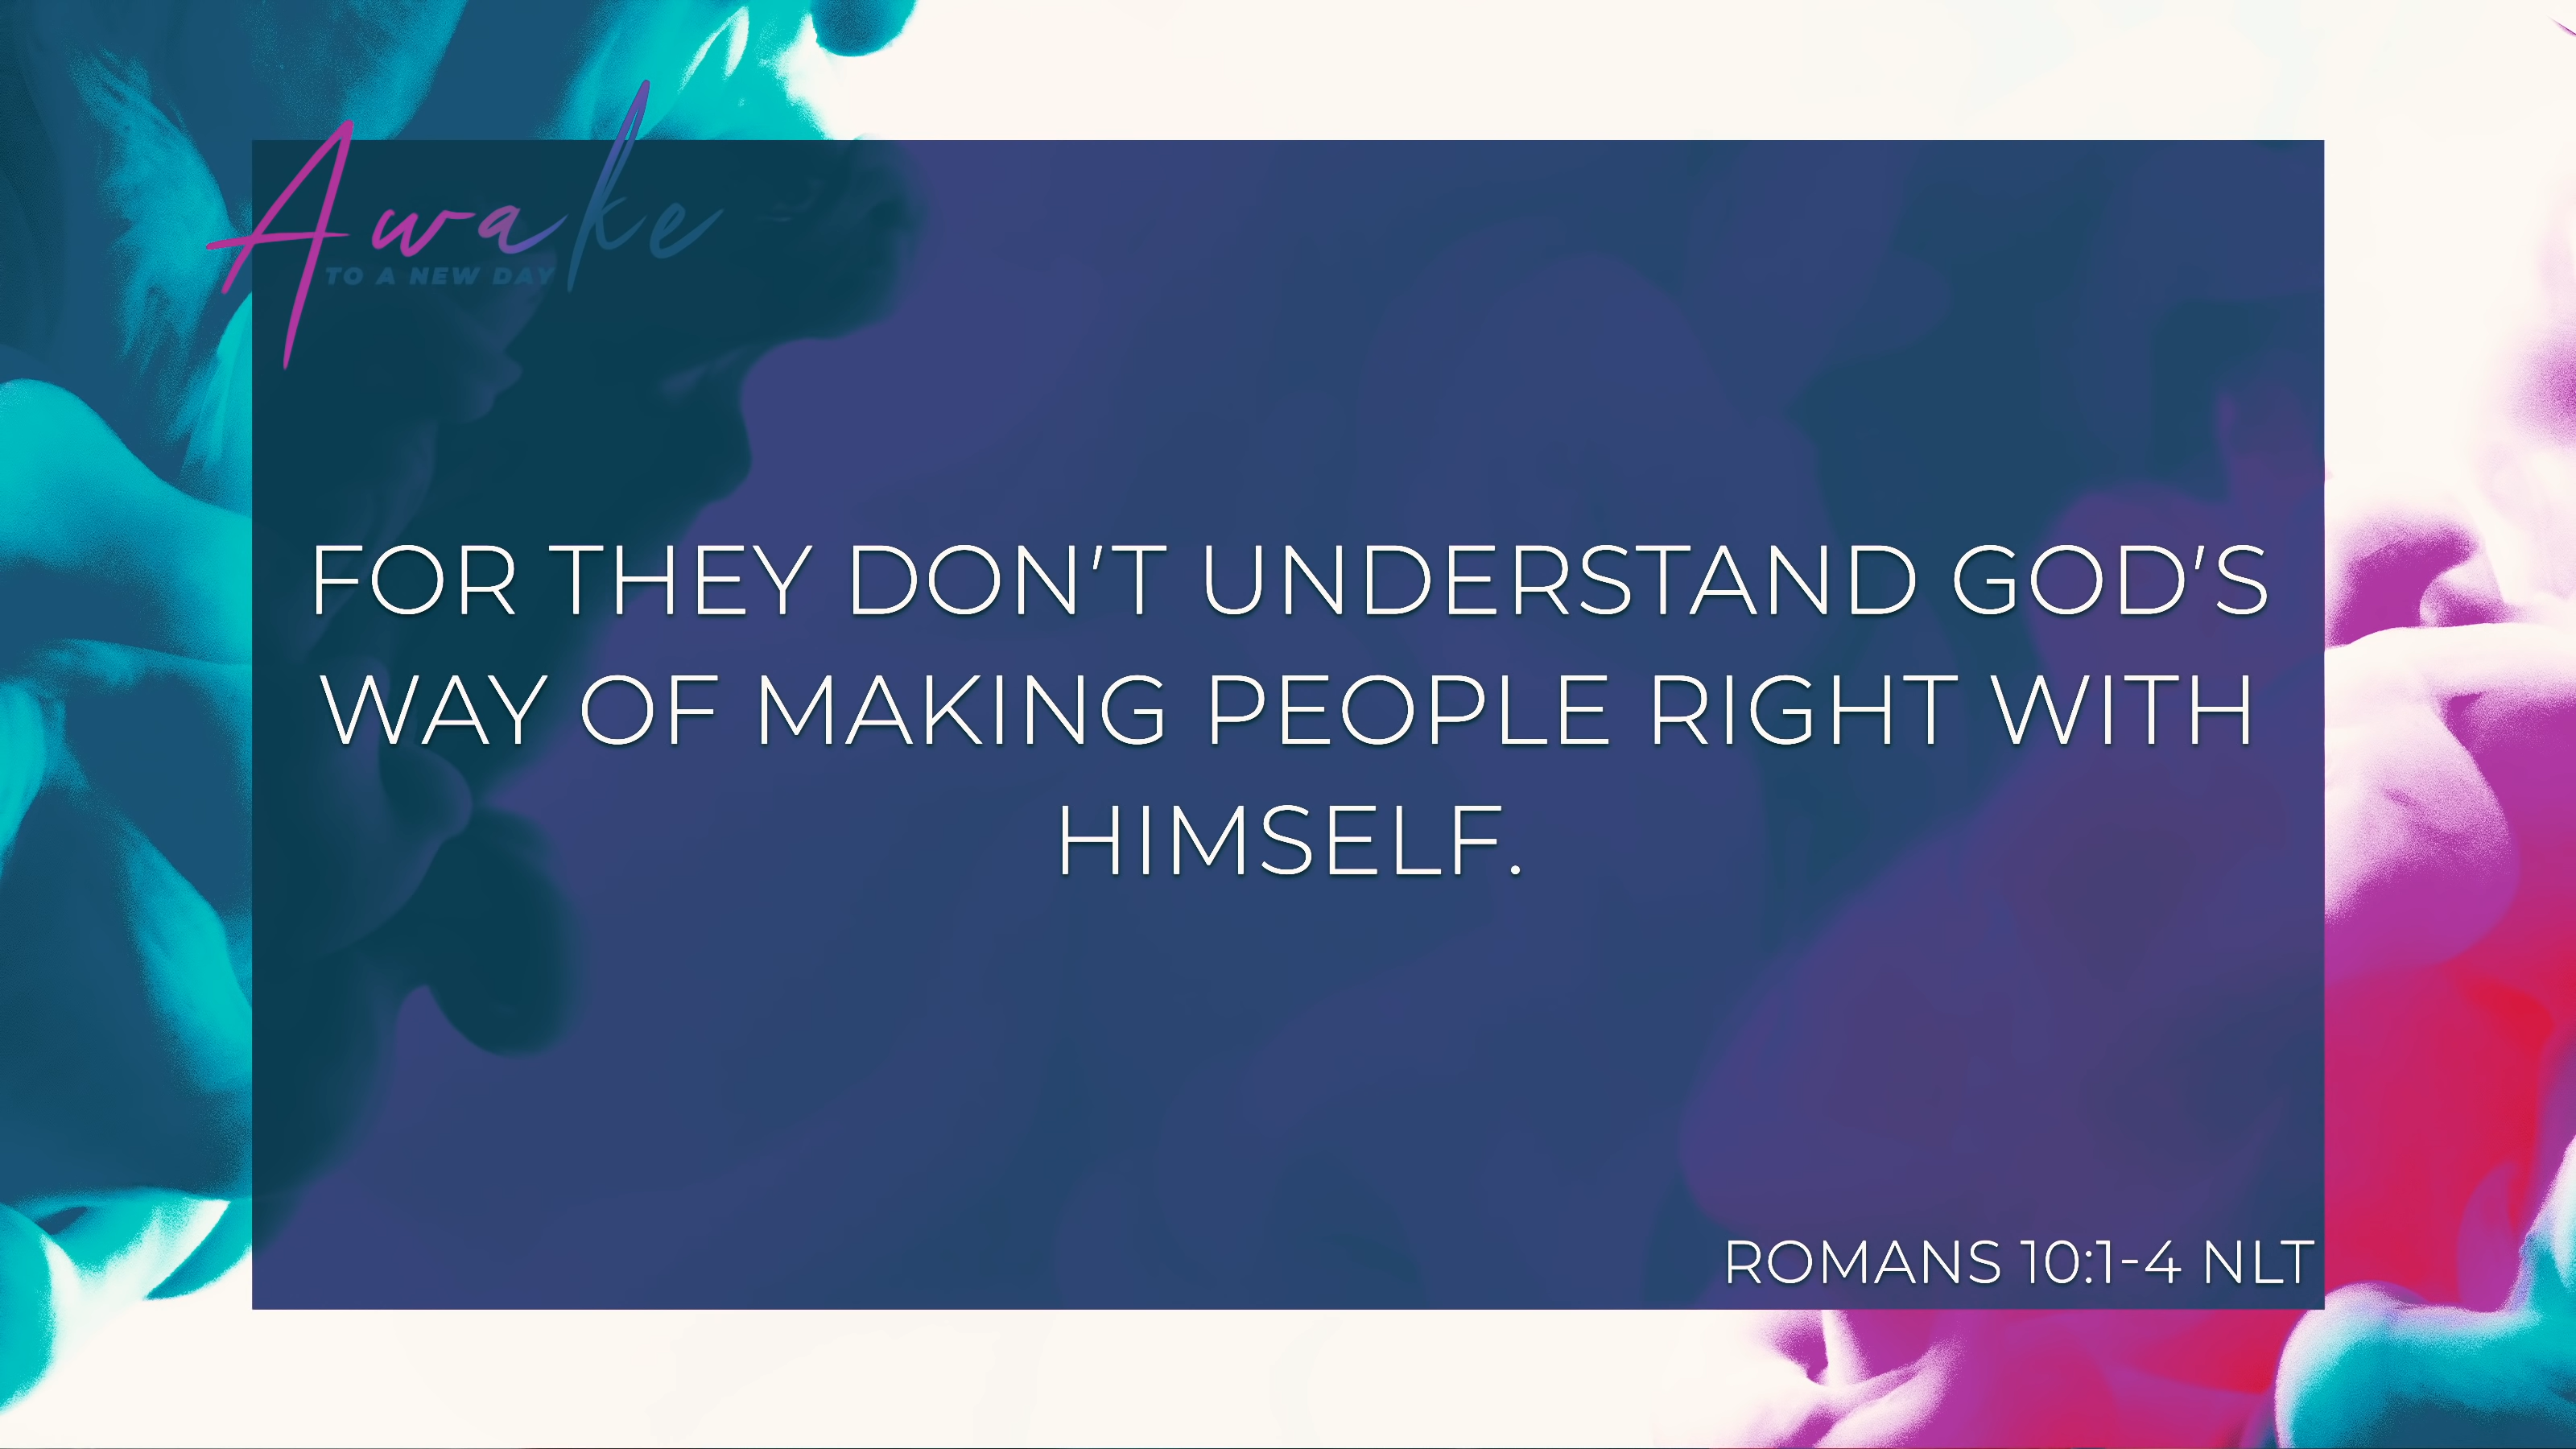 Awake
TO A NEW DAY
FOR THEY DON'T UNDERSTAND GOD'S
WAY OF MAKING PEOPLE RIGHT WITH
HIMSELF.
ROMANS 10:1-4 NLT